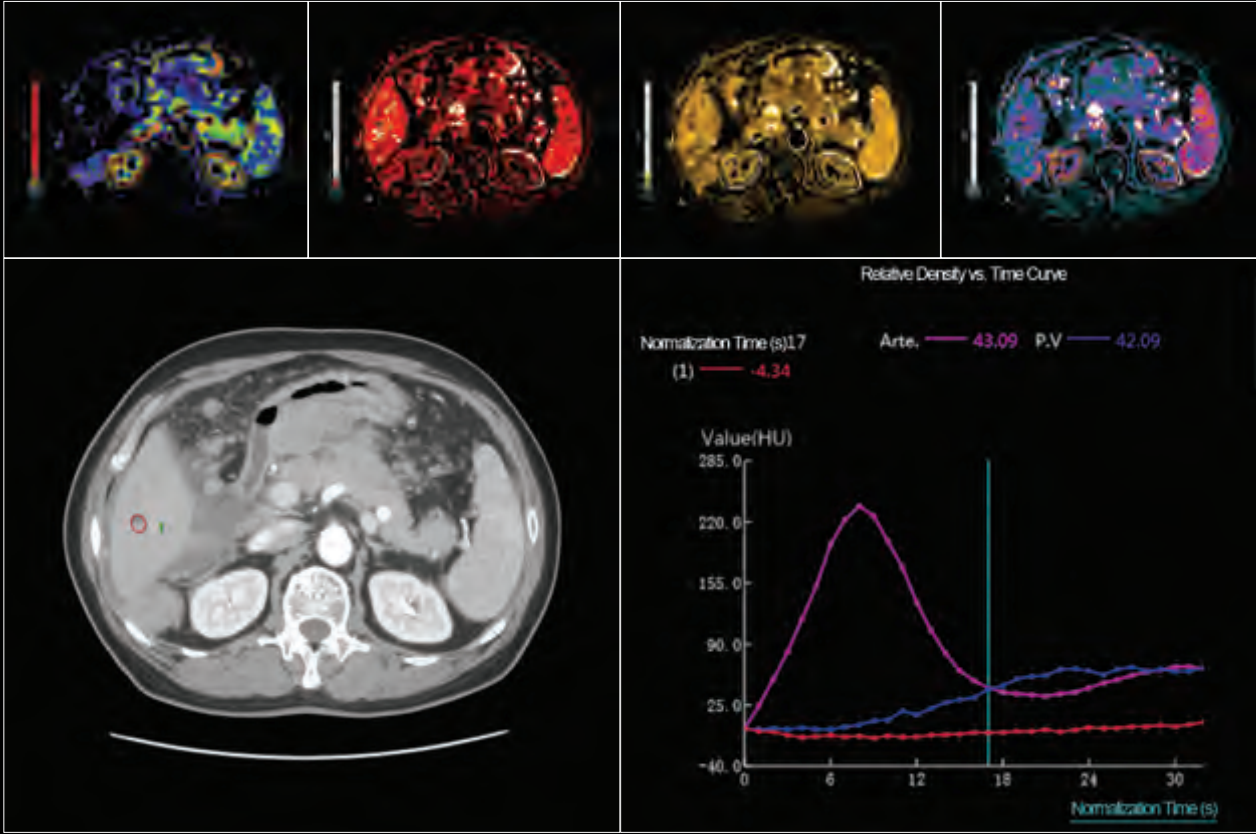 Relative Density vs. Time Curve
Normalization Time (s)17
Arte. 43.09 P.V 42.09
(1) -4.34
Value(HU)
285.0
220.0
155.0
90.0
25.0
-40.0
0 6 12 18 24 30
Normalization Time (s)
1